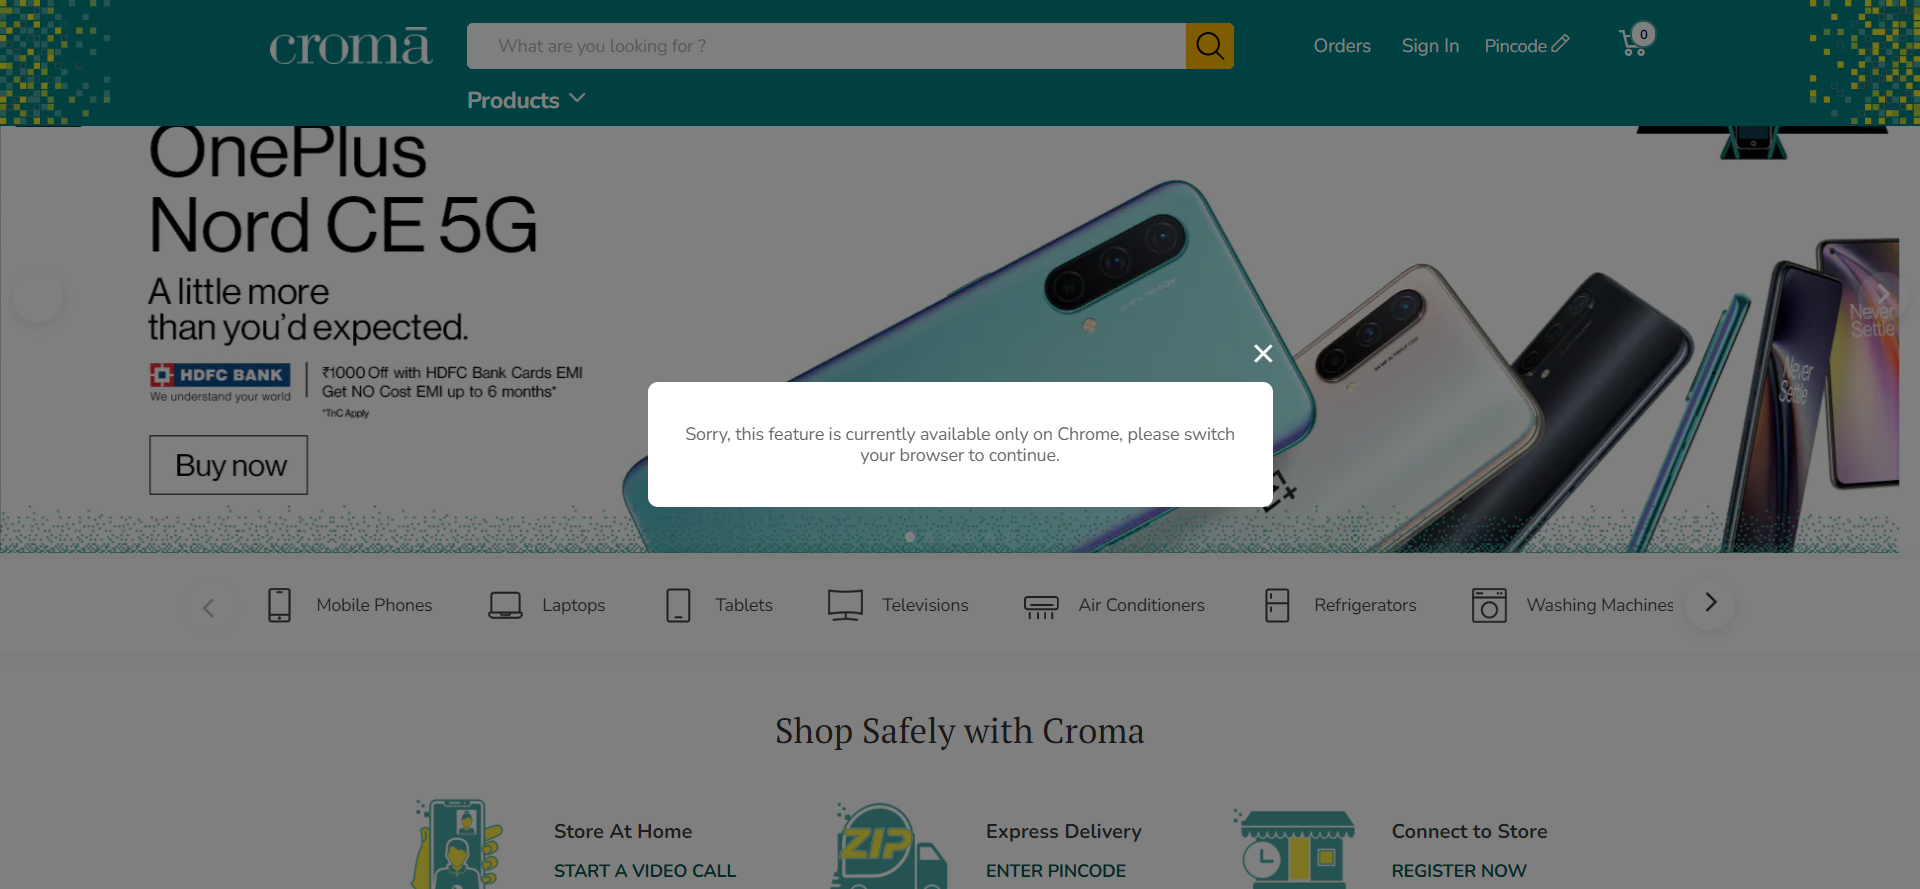 cromā
What are you looking for ?
Orders
Sign In
Pincode
0
Products
OnePlus
Nord CE 5G
A little more
than you'd expected.
HDFC BANK
We understand your world
₹1000 Off with HDFC Bank Cards EMI
Get NO Cost EMI up to 6 months*
*TnC Apply
Buy now
Never
Settle
Never
Settle
Sorry, this feature is currently available only on Chrome, please switch
your browser to continue.
Mobile Phones
Laptops
Tablets
Televisions
Air Conditioners
Refrigerators
Washing Machines
Shop Safely with Croma
Store At Home
START A VIDEO CALL
ZIP
Express Delivery
ENTER PINCODE
Connect to Store
REGISTER NOW